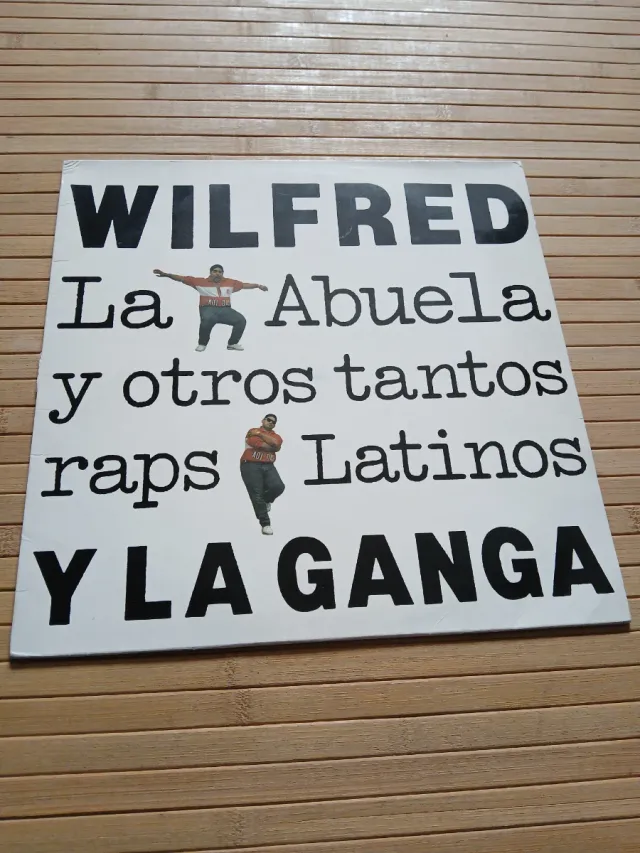 WILFRED
La Abuela
y otros tantos
raps Latinos
Y LA GANGA